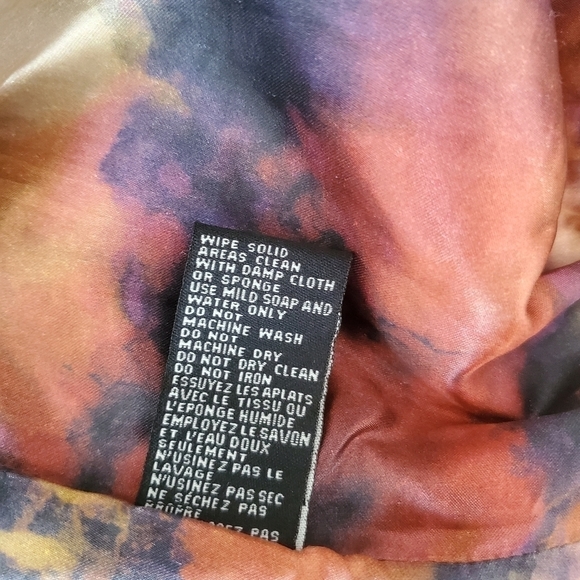 WIPE SOLID
AREAS CLEAN
WITH DAMP CLOTH
OR SPONGE
USE MILD SOAP AND
WATER ONLY
DO NOT
MACHINE WASH
DO NOT
MACHINE DRY
DO NOT DRY CLEAN
DO NOT IRON
ESSUYEZ LES APLATS
AVEC LE TISSU OU
L'EPONGE HUMIDE
EMPLOYEZ LE SAVON
ET L'EAU DOUX
SEULEMENT
N'USINEZ PAS LE
LAVAGE
N'USINEZ PAS SEC
NE SÉCHEZ PAS
PROPRE
PAS